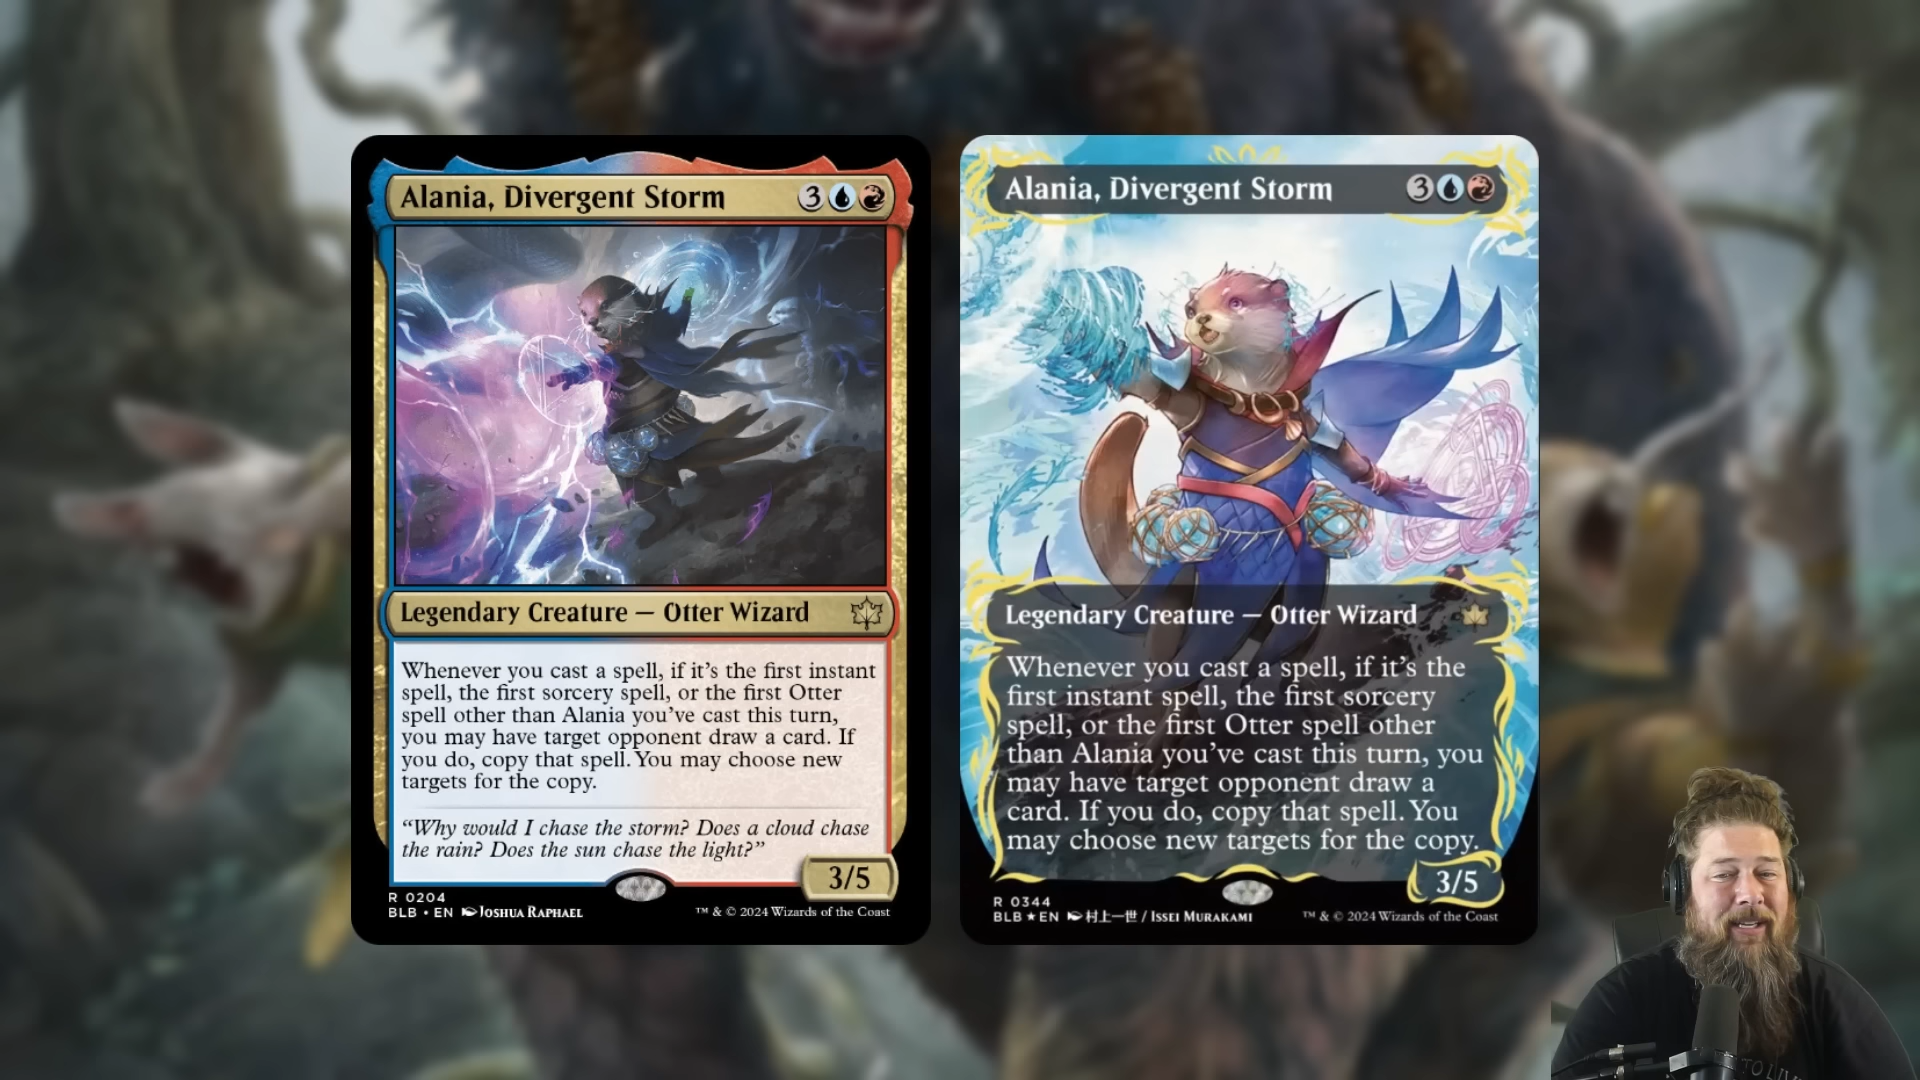 Alania, Divergent Storm 3
Legendary Creature — Otter Wizard
Whenever you cast a spell, if it's the first instant
spell, the first sorcery spell, or the first Otter
spell other than Alania you've cast this turn,
you may have target opponent draw a card. If
you do, copy that spell. You may choose new
targets for the copy.
"Why would I chase the storm? Does a cloud chase
the rain? Does the sun chase the light?"
3/5
R 0204
BLB • EN JOSHUA RAPHAEL ™ & © 2024 Wizards of the Coast
Alania, Divergent Storm 3
Legendary Creature — Otter Wizard
Whenever you cast a spell, if it's the
first instant spell, the first sorcery
spell, or the first Otter spell other
than Alania you've cast this turn, you
may have target opponent draw a
card. If you do, copy that spell. You
may choose new targets for the copy.
3/5
R 0344
BLB ★ EN 村上一世 / ISSEI MURAKAMI ™ & © 2024 Wizards of the Coast